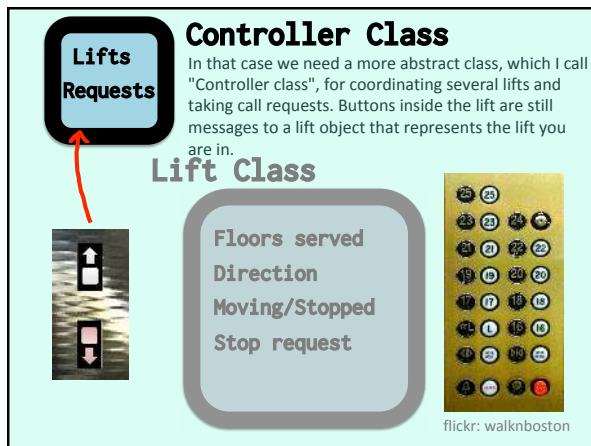 Controller Class
Lifts
Requests
In that case we need a more abstract class, which I call
"Controller class", for coordinating several lifts and
taking call requests. Buttons inside the lift are still
messages to a lift object that represents the lift you
are in.
Lift Class
Floors served
Direction
Moving/Stopped
Stop request
25 25
23 23 24
21 21 22 22
19 19 20 20
17 17 18 18
L 16 16
flickr: walknboston